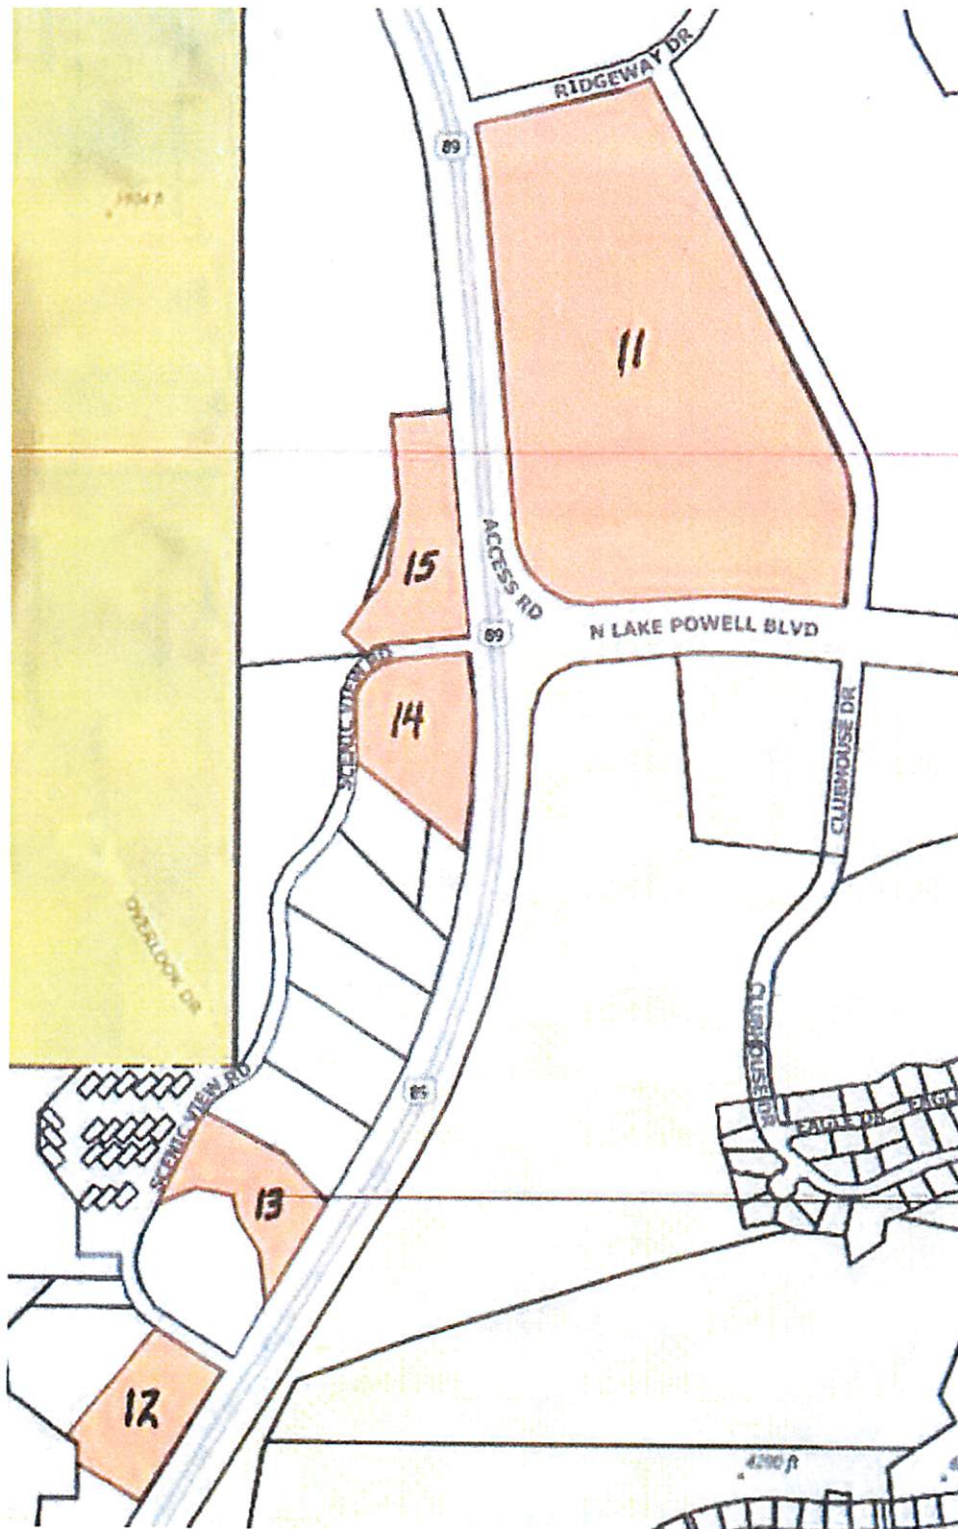 RIDGEWAY DR
89
11
15
ACCESS RD
89
N LAKE POWELL BLVD
SCENIC VIEW RD
14
CLUBHOUSE DR
OVERLOOK DR
CLUBHOUSE DR
SCENIC VIEW RD
EAGLE DR
13
12
4200 ft